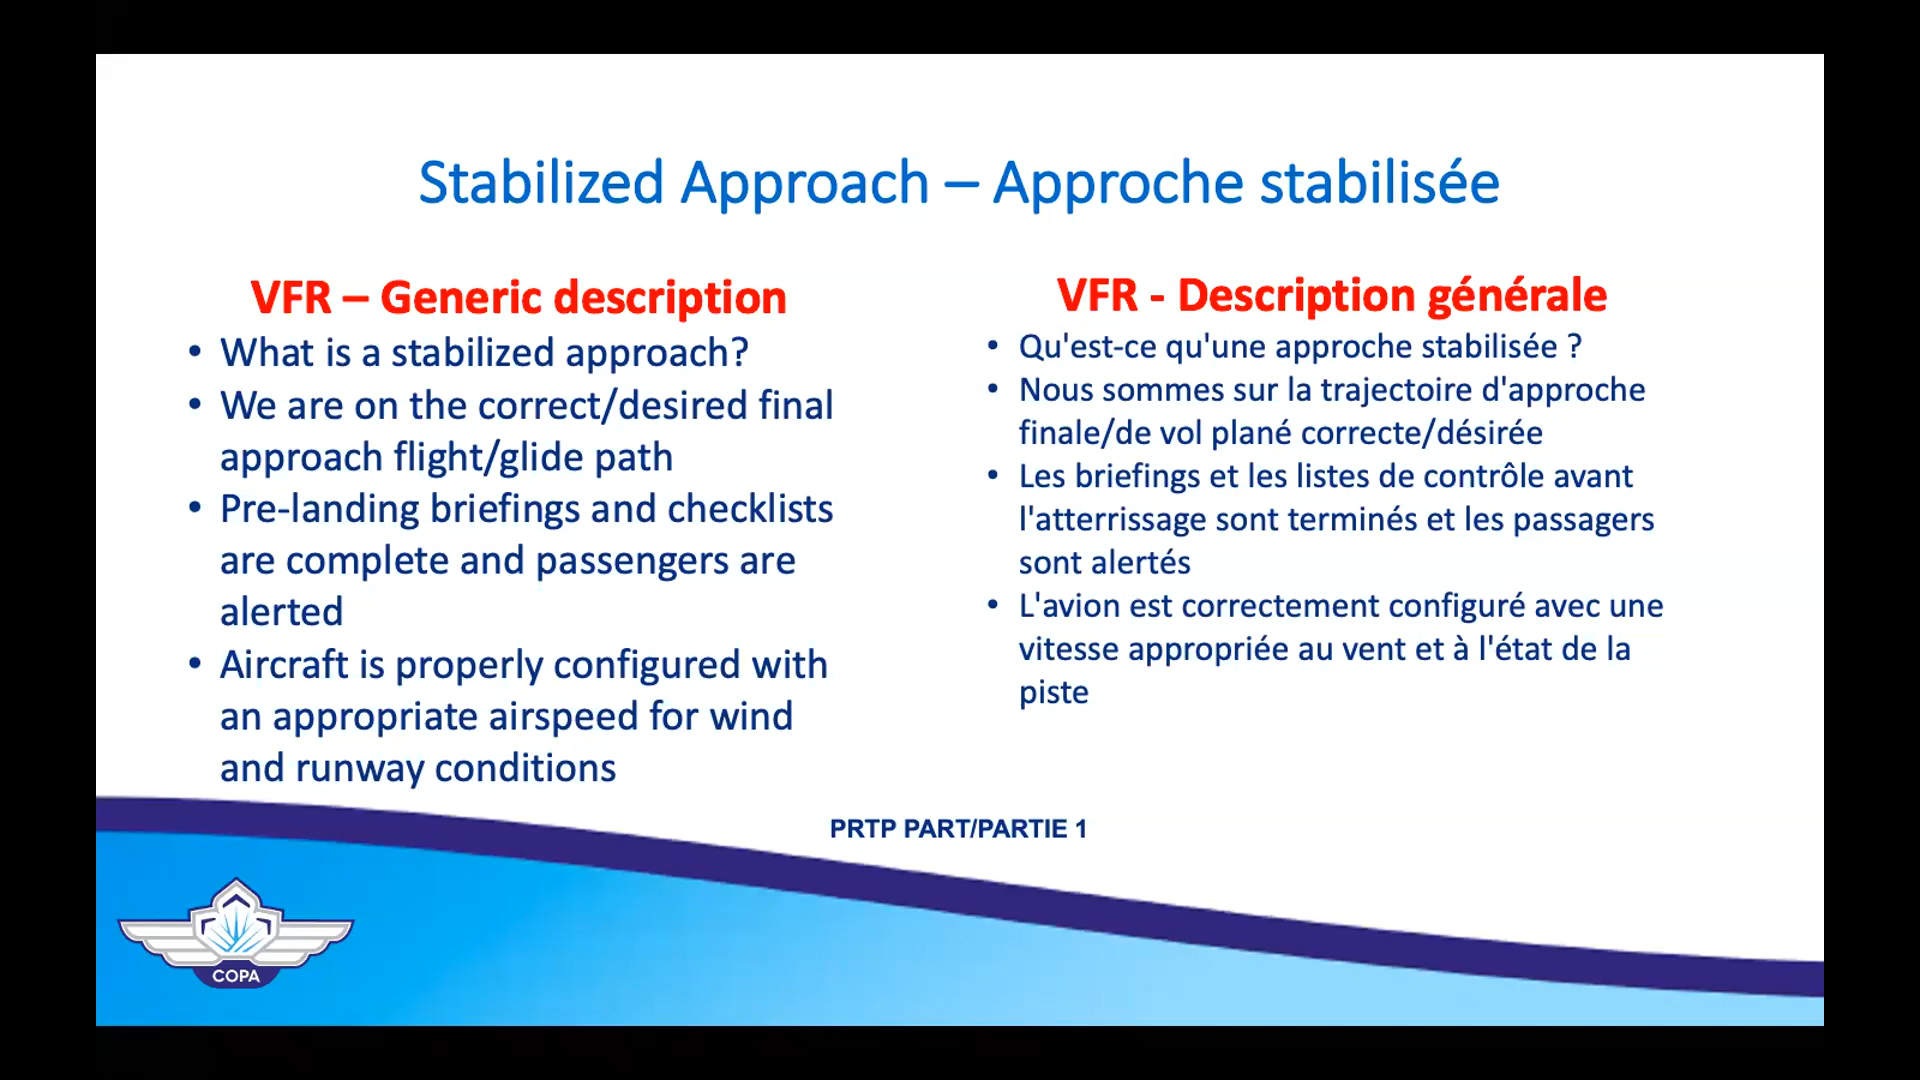 Stabilized Approach – Approche stabilisée
VFR – Generic description
• What is a stabilized approach?
• We are on the correct/desired final
approach flight/glide path
• Pre-landing briefings and checklists
are complete and passengers are
alerted
• Aircraft is properly configured with
an appropriate airspeed for wind
and runway conditions
VFR - Description générale
• Qu'est-ce qu'une approche stabilisée ?
• Nous sommes sur la trajectoire d'approche
finale/de vol plané correcte/désirée
• Les briefings et les listes de contrôle avant
l'atterrissage sont terminés et les passagers
sont alertés
• L'avion est correctement configuré avec une
vitesse appropriée au vent et à l'état de la
piste
PRTP PART/PARTIE 1
COPA